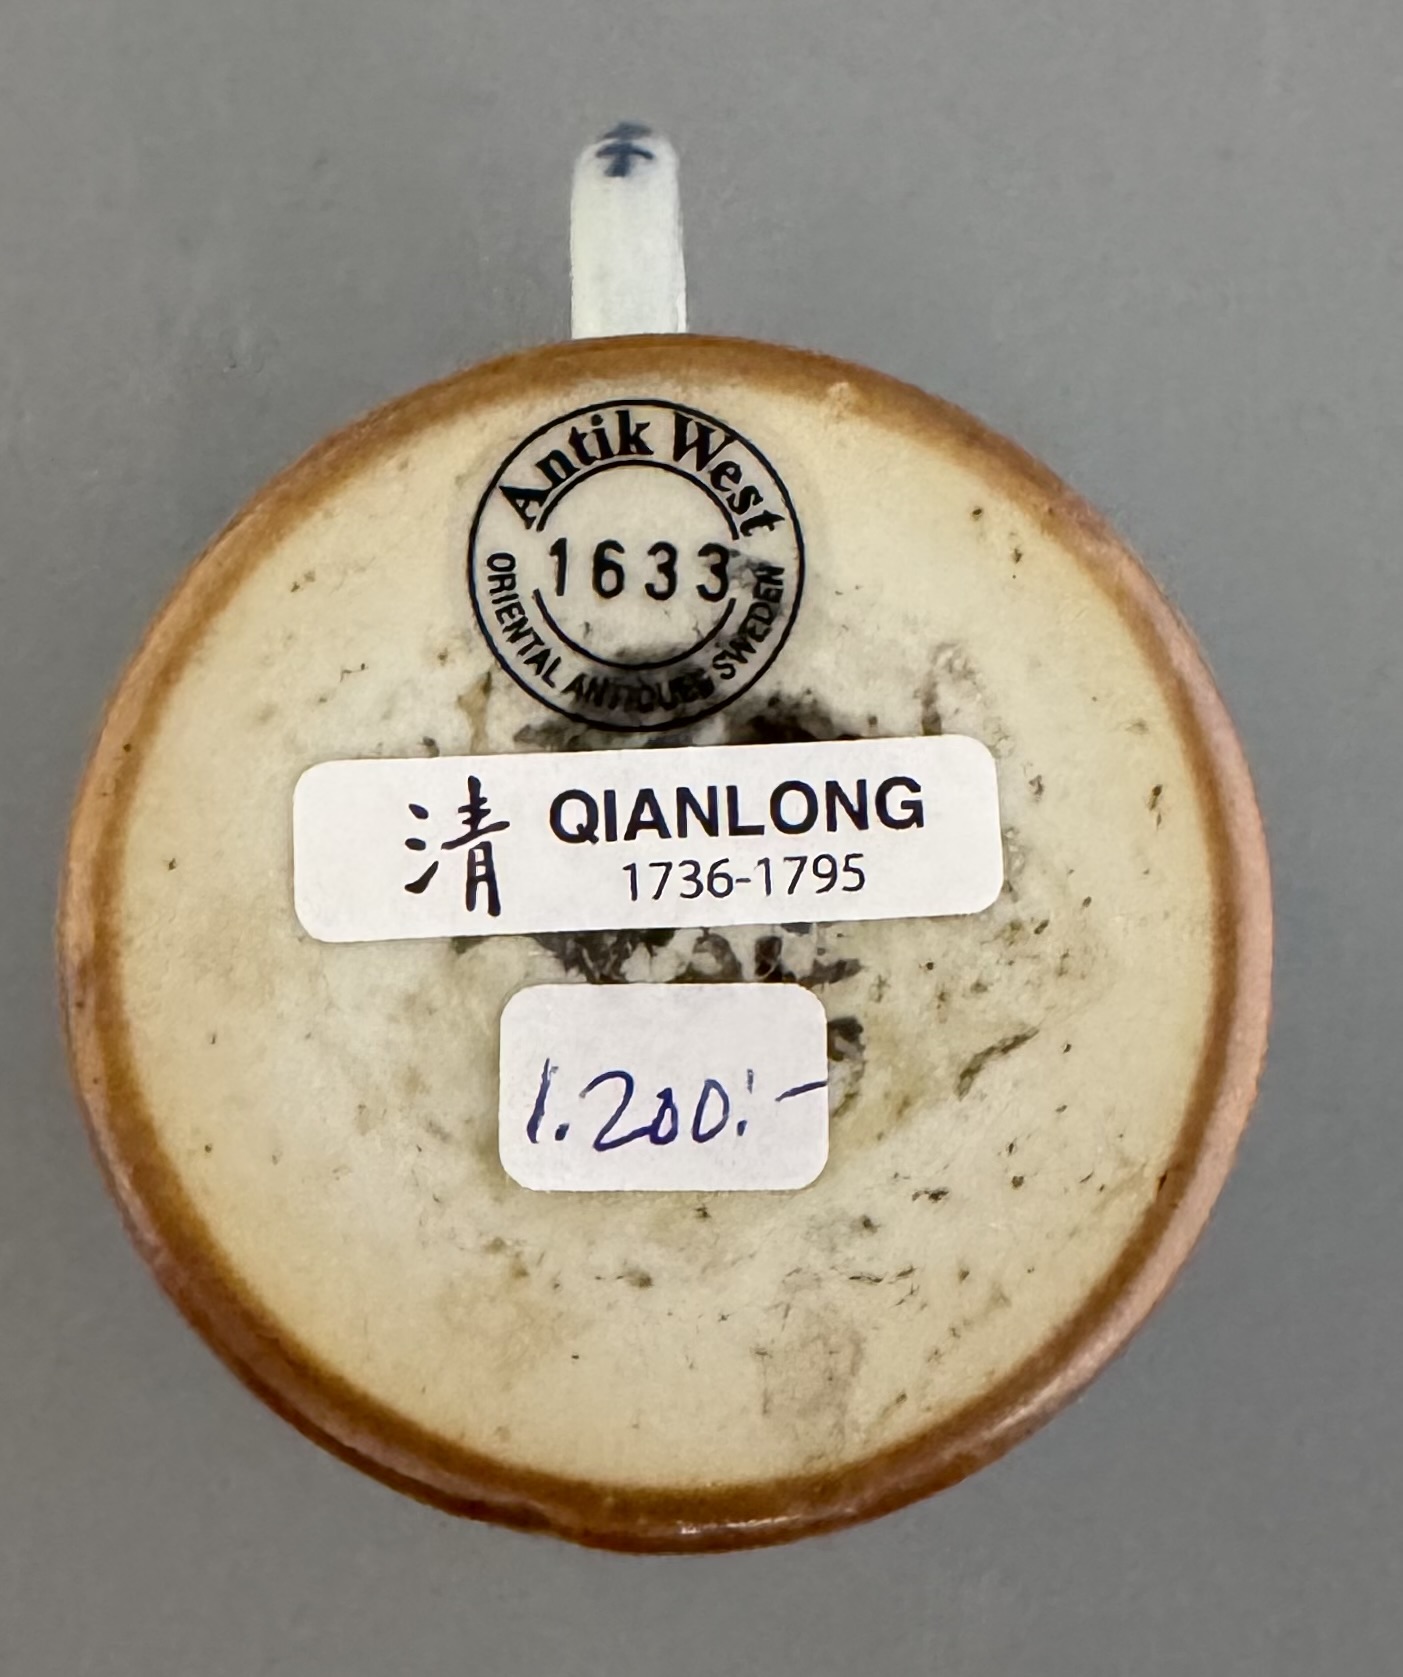 Antik West
1633
ORIENTAL ANTIQUES SWEDEN
清 QIANLONG
1736-1795
1.200:-